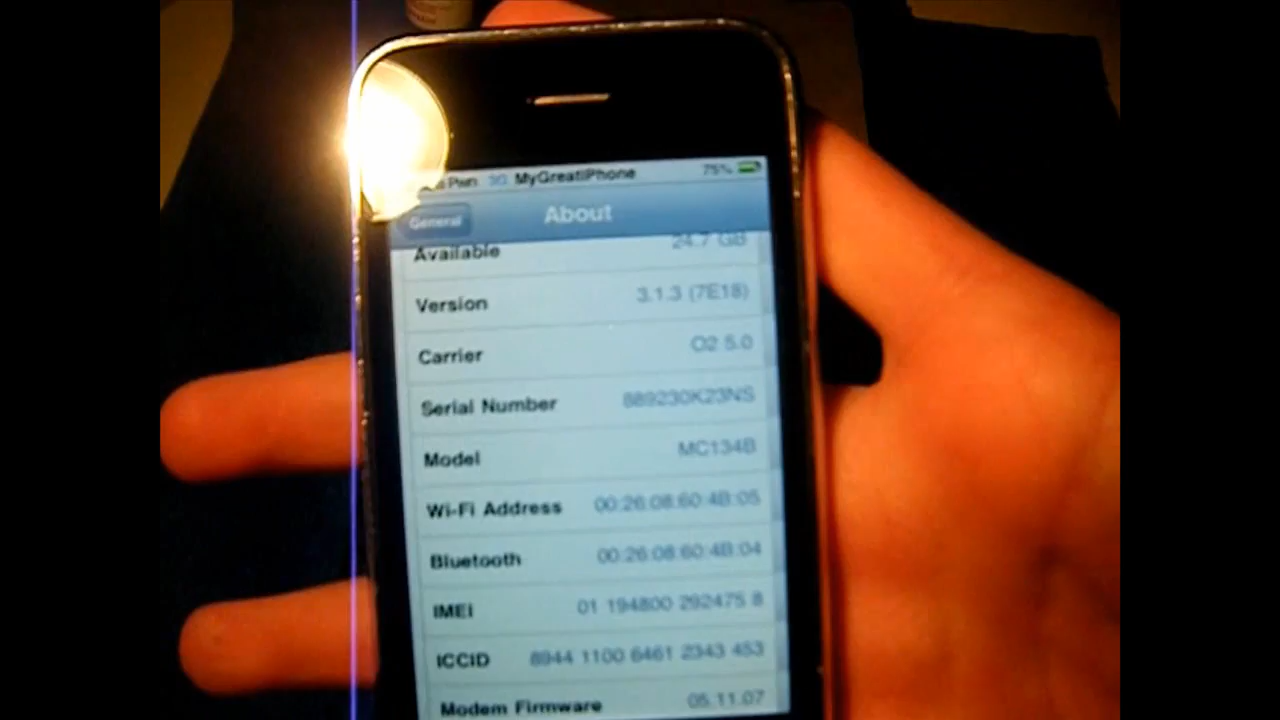 Pwn 3G MyGreatiPhone 75%
General About
Available 24.7 GB
Version 3.1.3 (7E18)
Carrier O2 5.0
Serial Number 889230K23NS
Model MC134B
Wi-Fi Address 00:26:08:60:4B:05
Bluetooth 00:26:08:60:4B:04
IMEI 01 194800 292475 8
ICCID 8944 1100 6461 2343 453
Modem Firmware 05.11.07